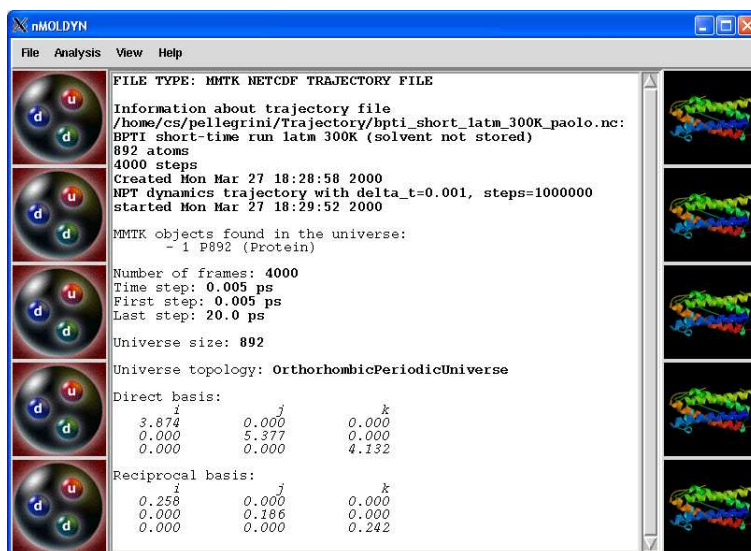 nMOLDYN
File Analysis View Help
FILE TYPE: MMTK NETCDF TRAJECTORY FILE
Information about trajectory file
/home/cs/pellegrini/Trajectory/bpti_short_1atm_300K_paolo.nc:
BPTI short-time run 1atm 300K (solvent not stored)
892 atoms
4000 steps
Created Mon Mar 27 18:28:58 2000
NPT dynamics trajectory with delta_t=0.001, steps=1000000
started Mon Mar 27 18:29:52 2000
MMTK objects found in the universe:
- 1 P892 (Protein)
Number of frames: 4000
Time step: 0.005 ps
First step: 0.005 ps
Last step: 20.0 ps
Universe size: 892
Universe topology: OrthorhombicPeriodicUniverse
Direct basis:
i j k
3.874 0.000 0.000
0.000 5.377 0.000
0.000 0.000 4.132
Reciprocal basis:
i j k
0.258 0.000 0.000
0.000 0.186 0.000
0.000 0.000 0.242
u
d
d
u
d
d
u
d
d
u
d
d
u
d
d